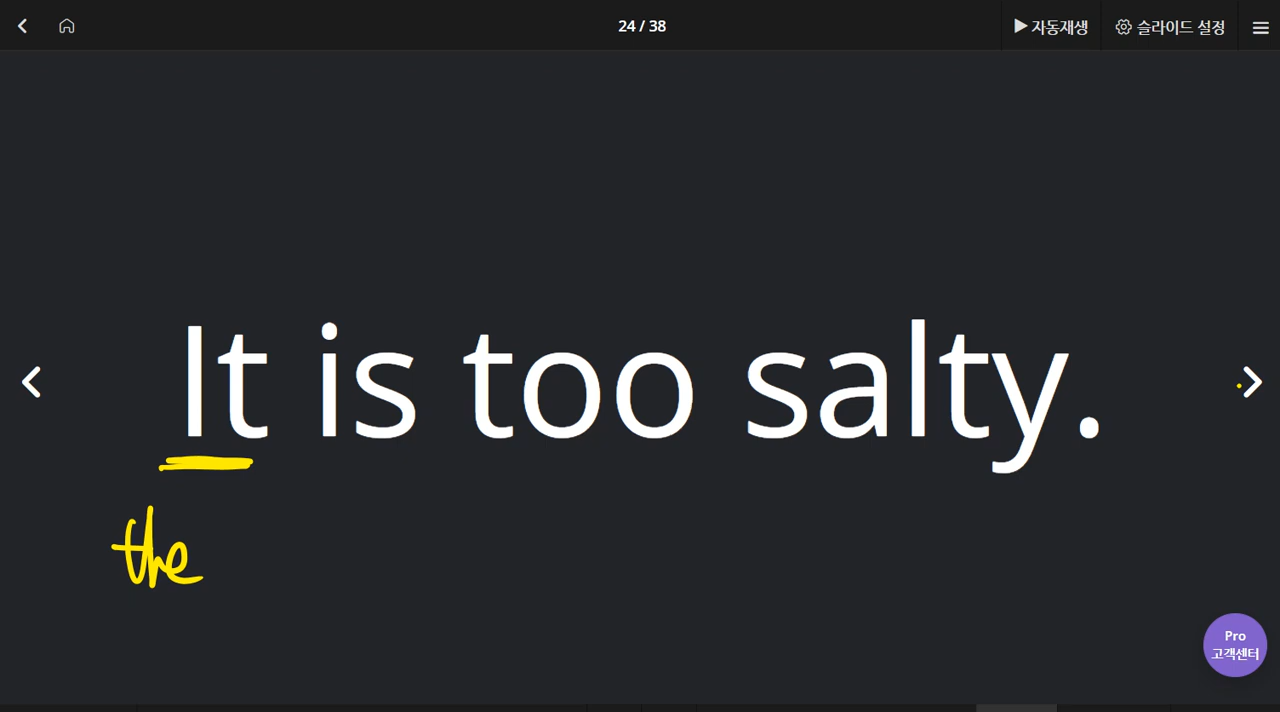 24 / 38
자동재생
슬라이드 설정
It is too salty.
the
Pro
고객센터